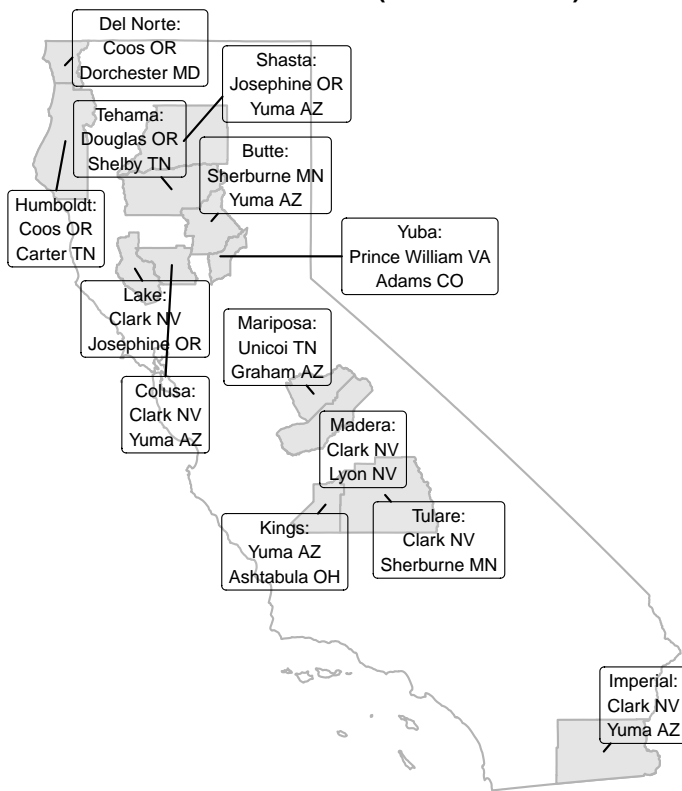 Del Norte:
Coos OR
Dorchester MD
Shasta:
Josephine OR
Yuma AZ
Tehama:
Douglas OR
Shelby TN
Butte:
Sherburne MN
Yuma AZ
Humboldt:
Coos OR
Carter TN
Yuba:
Prince William VA
Adams CO
Lake:
Clark NV
Josephine OR
Mariposa:
Unicoi TN
Graham AZ
Colusa:
Clark NV
Yuma AZ
Madera:
Clark NV
Lyon NV
Kings:
Yuma AZ
Ashtabula OH
Tulare:
Clark NV
Sherburne MN
Imperial:
Clark NV
Yuma AZ